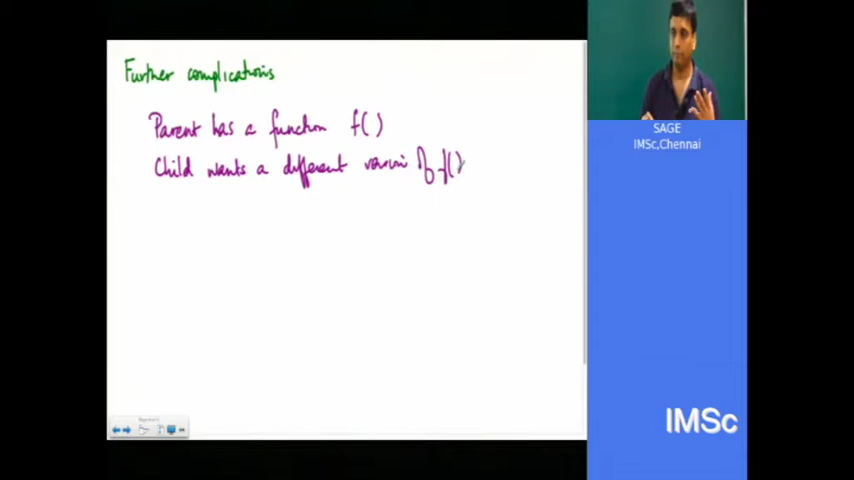 Further complications
Parent has a function f()
Child wants a different version of f()
SAGE
IMSc,Chennai
IMSc